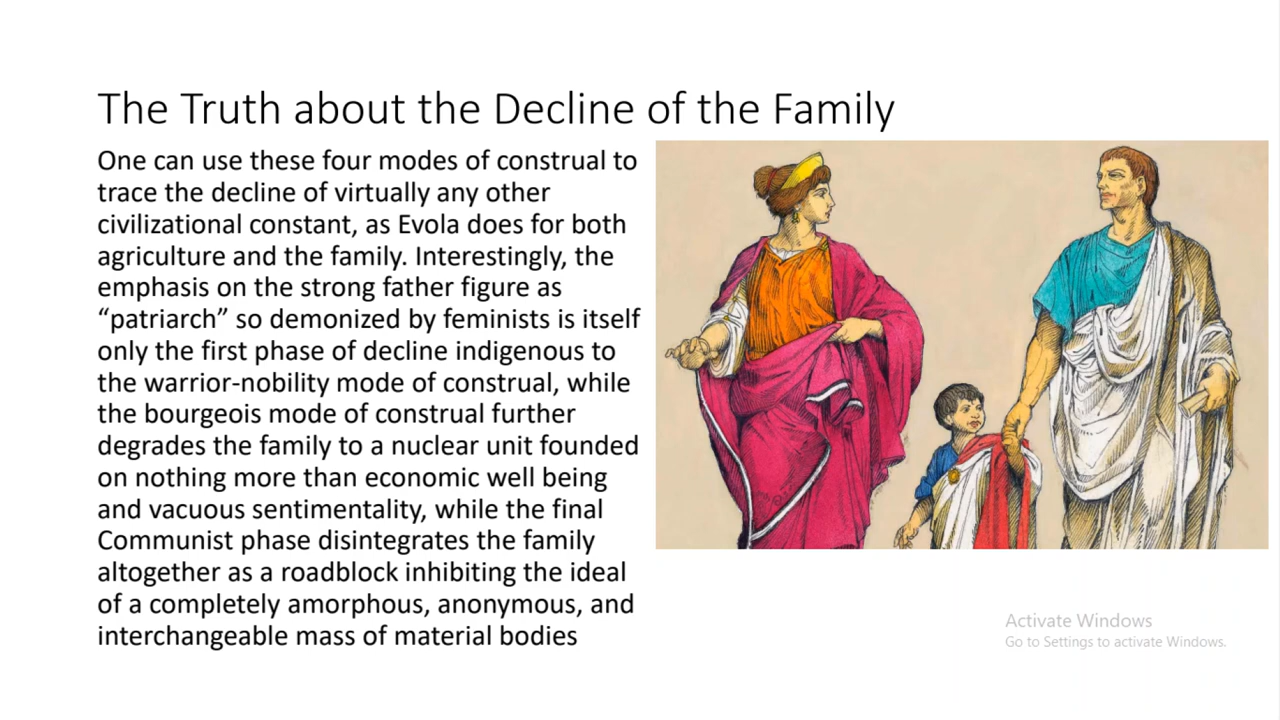 The Truth about the Decline of the Family
One can use these four modes of construal to
trace the decline of virtually any other
civilizational constant, as Evola does for both
agriculture and the family. Interestingly, the
emphasis on the strong father figure as
“patriarch” so demonized by feminists is itself
only the first phase of decline indigenous to
the warrior-nobility mode of construal, while
the bourgeois mode of construal further
degrades the family to a nuclear unit founded
on nothing more than economic well being
and vacuous sentimentality, while the final
Communist phase disintegrates the family
altogether as a roadblock inhibiting the ideal
of a completely amorphous, anonymous, and
interchangeable mass of material bodies
Activate Windows
Go to Settings to activate Windows.